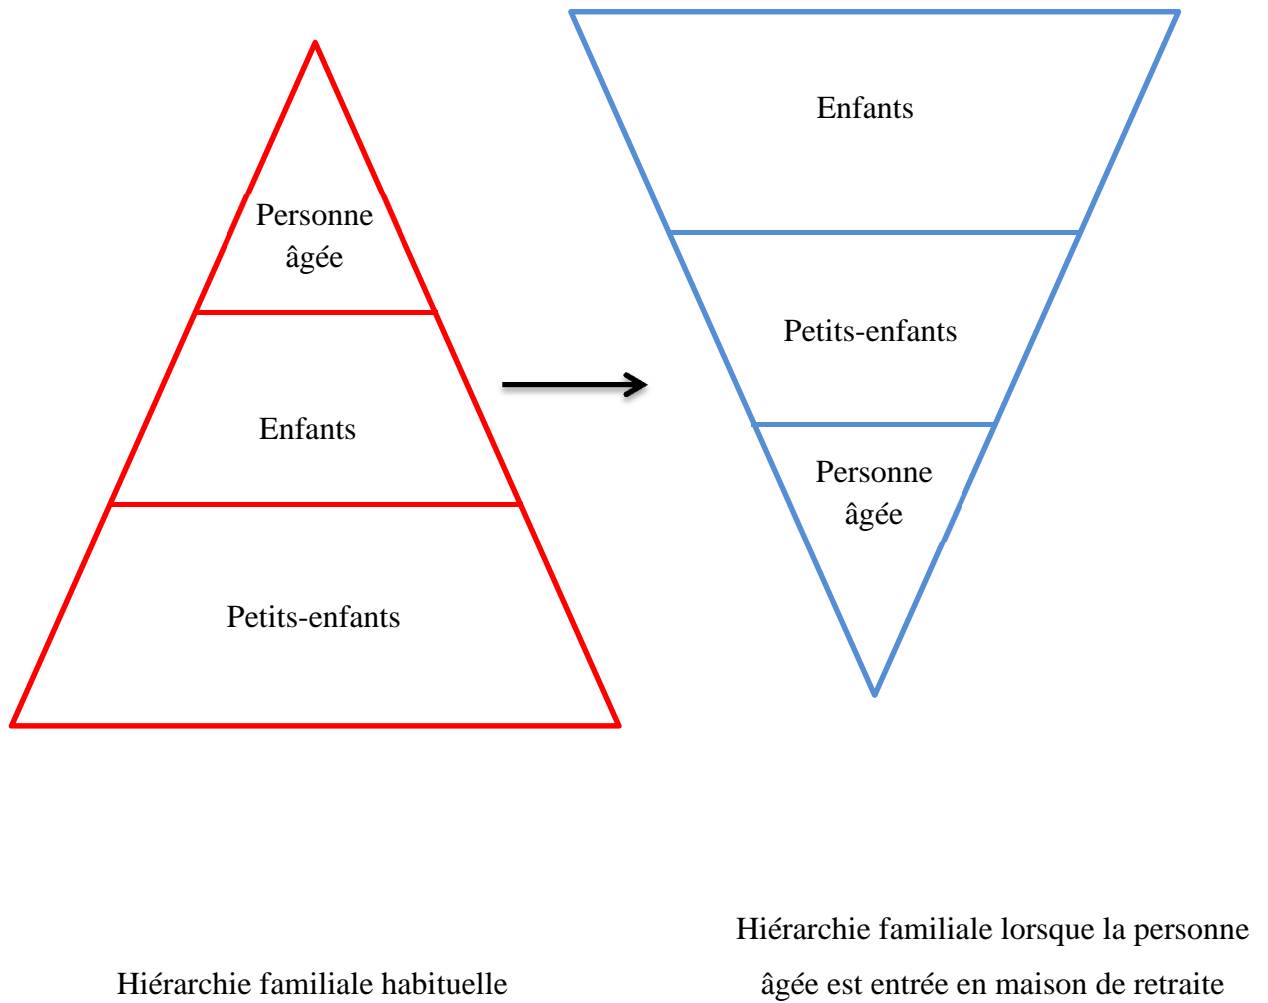 Personne
âgée
Enfants
Petits-enfants
Enfants
Petits-enfants
Personne
âgée
Hiérarchie familiale habituelle
Hiérarchie familiale lorsque la personne
âgée est entrée en maison de retraite